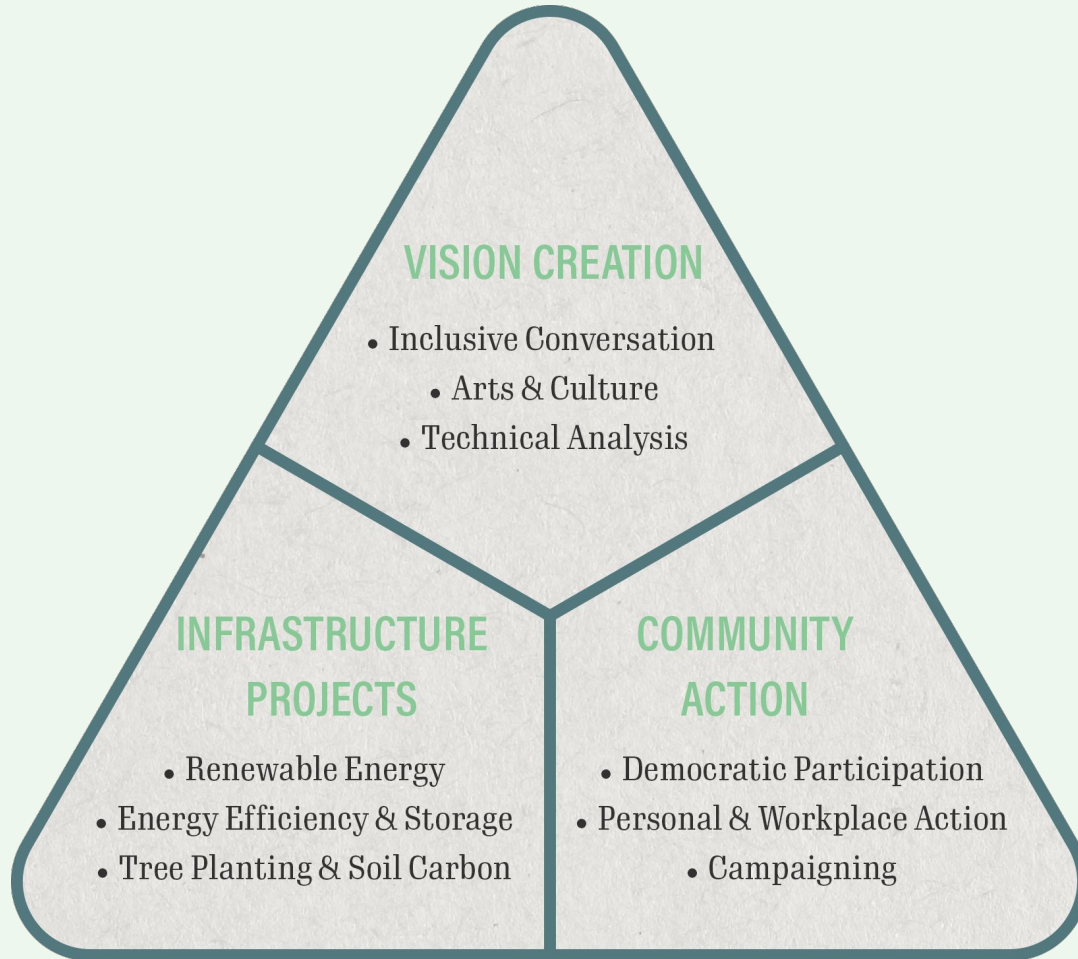 VISION CREATION
• Inclusive Conversation
• Arts & Culture
• Technical Analysis
INFRASTRUCTURE
PROJECTS
• Renewable Energy
• Energy Efficiency & Storage
• Tree Planting & Soil Carbon
COMMUNITY
ACTION
• Democratic Participation
• Personal & Workplace Action
• Campaigning